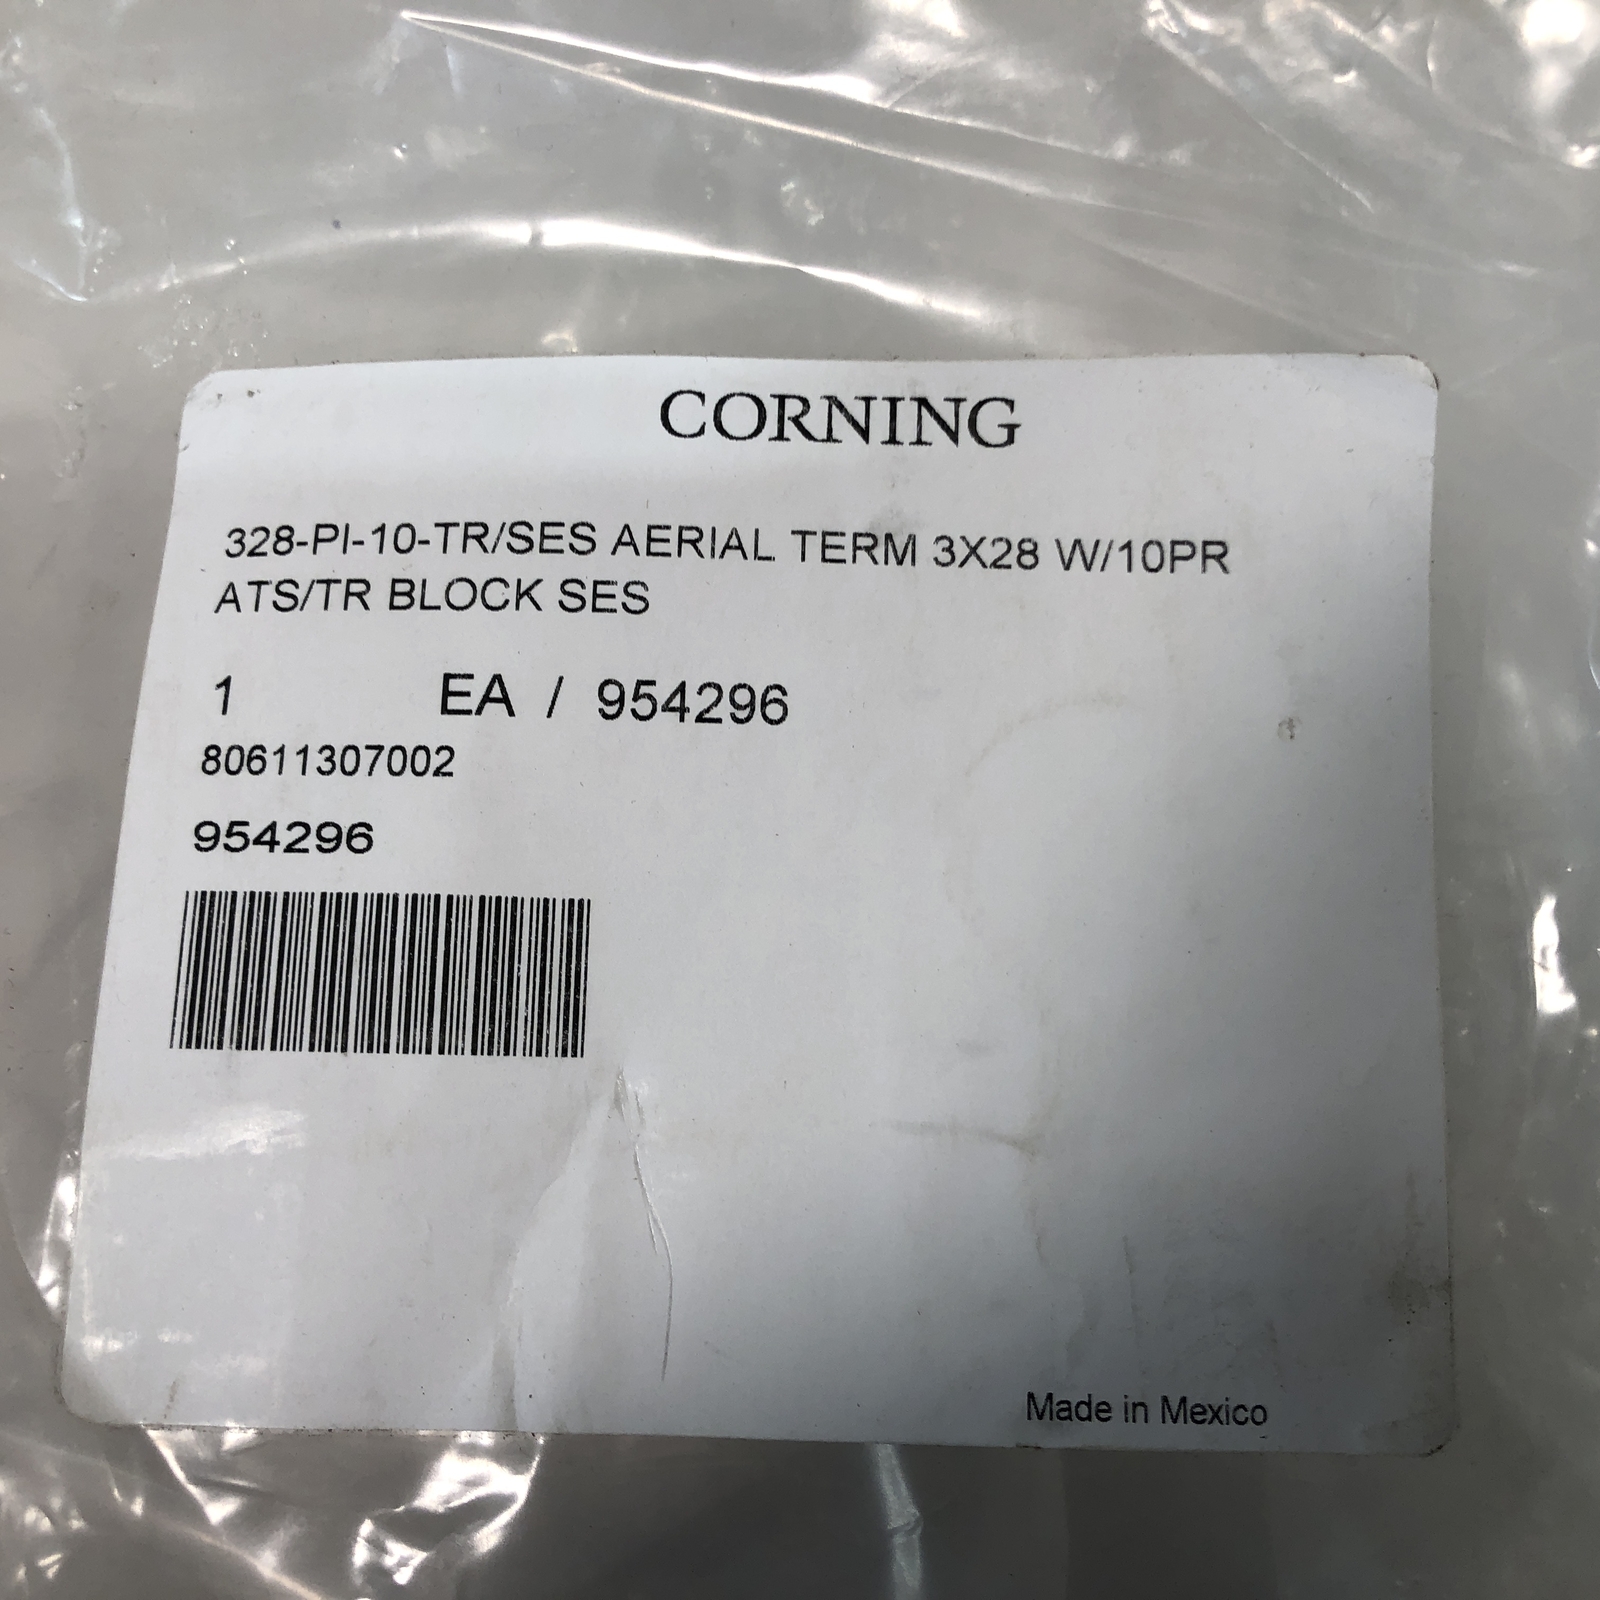 CORNING
328-PI-10-TR/SES AERIAL TERM 3X28 W/10PR
ATS/TR BLOCK SES
1 EA / 954296
80611307002
954296
Made in Mexico